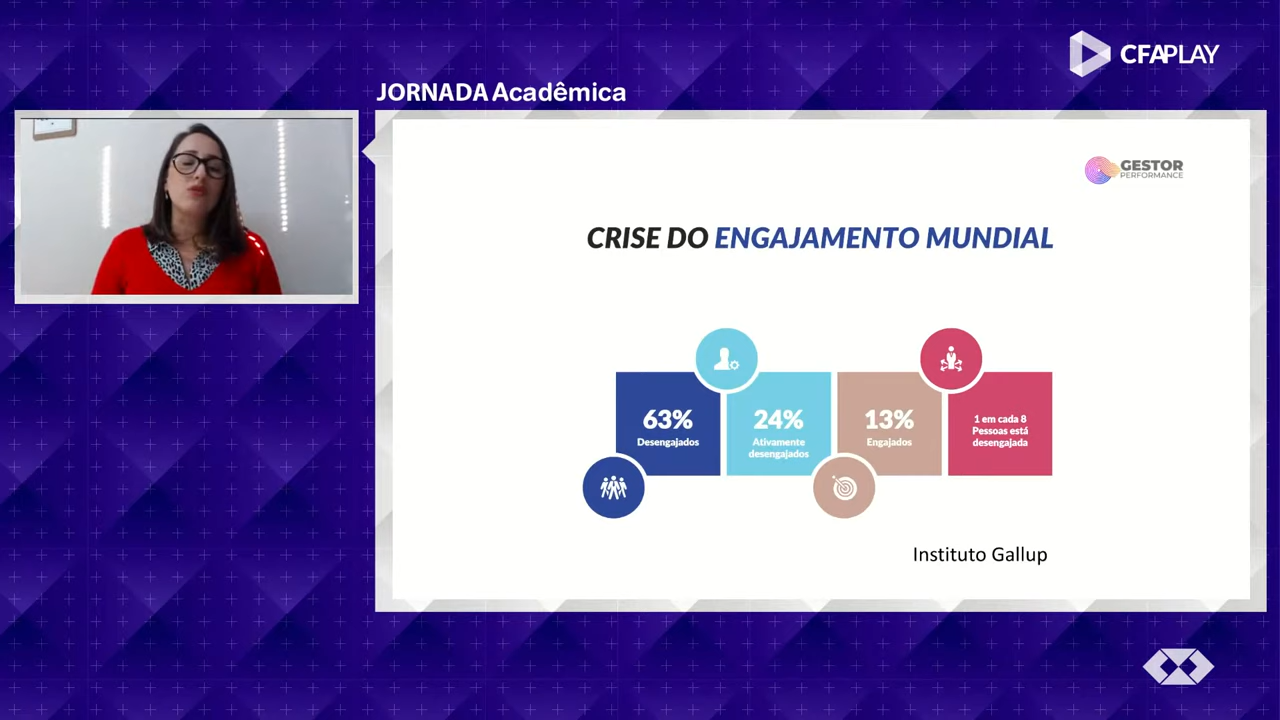 CFAPLAY
JORNADA Acadêmica
GESTOR
PERFORMANCE
CRISE DO ENGAJAMENTO MUNDIAL
63%
Desengajados
24%
Ativamente
desengajados
13%
Engajados
1 em cada 8
Pessoas está
desengajada
Instituto Gallup